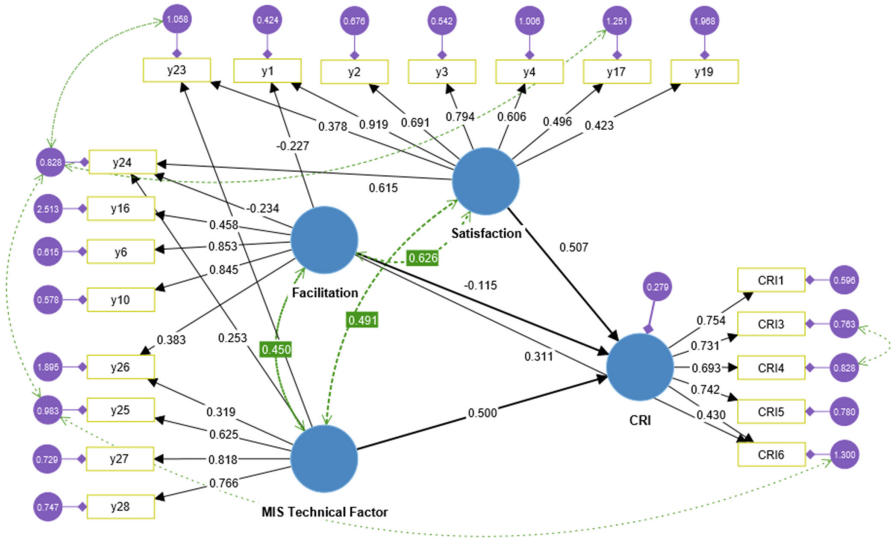 1.058 0.424 0.676 0.542 1.006 1.251 1.968
y23 y1 y2 y3 y4 y17 y19
0.378 0.919 0.691 0.794 0.606 0.496 0.423
-0.227
0.828 y24
0.615
2.513 y16
-0.234
0.458
Satisfaction
0.615 y6
0.853
0.626
0.507
0.845
0.578 y10
Facilitation
-0.115
0.279
CRI1 0.596
0.754
0.491
CRI3 0.763
0.731
0.383
0.253
0.450
0.311
1.895 y26
0.693
CRI4 0.828
0.742
0.983 y25
0.319
0.500
CRI
0.430
CRI5 0.780
0.625
0.729 y27
0.818
CRI6 1.300
0.766
0.747 y28
MIS Technical Factor